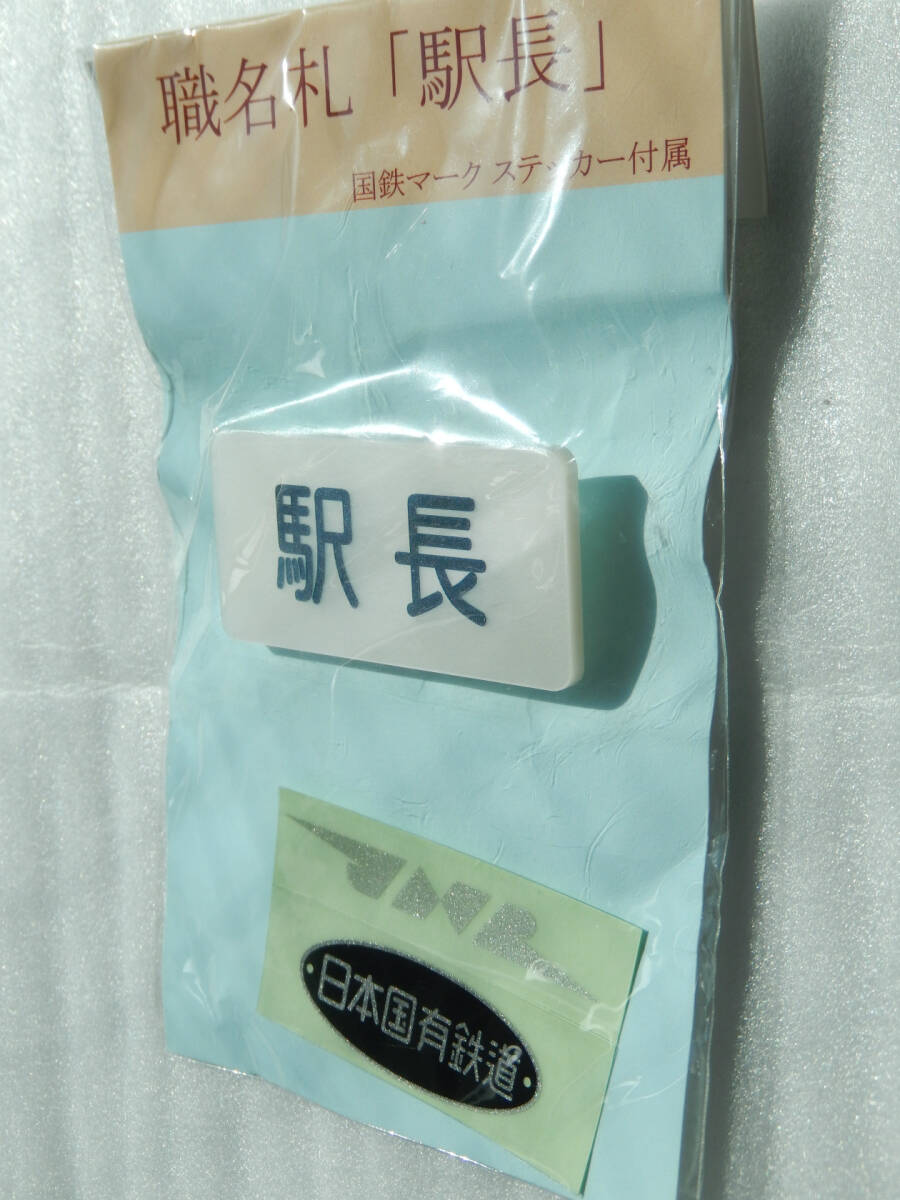 職名札「駅長」
国鉄マーク ステッカー付属
駅長
JNR
日本国有鉄道